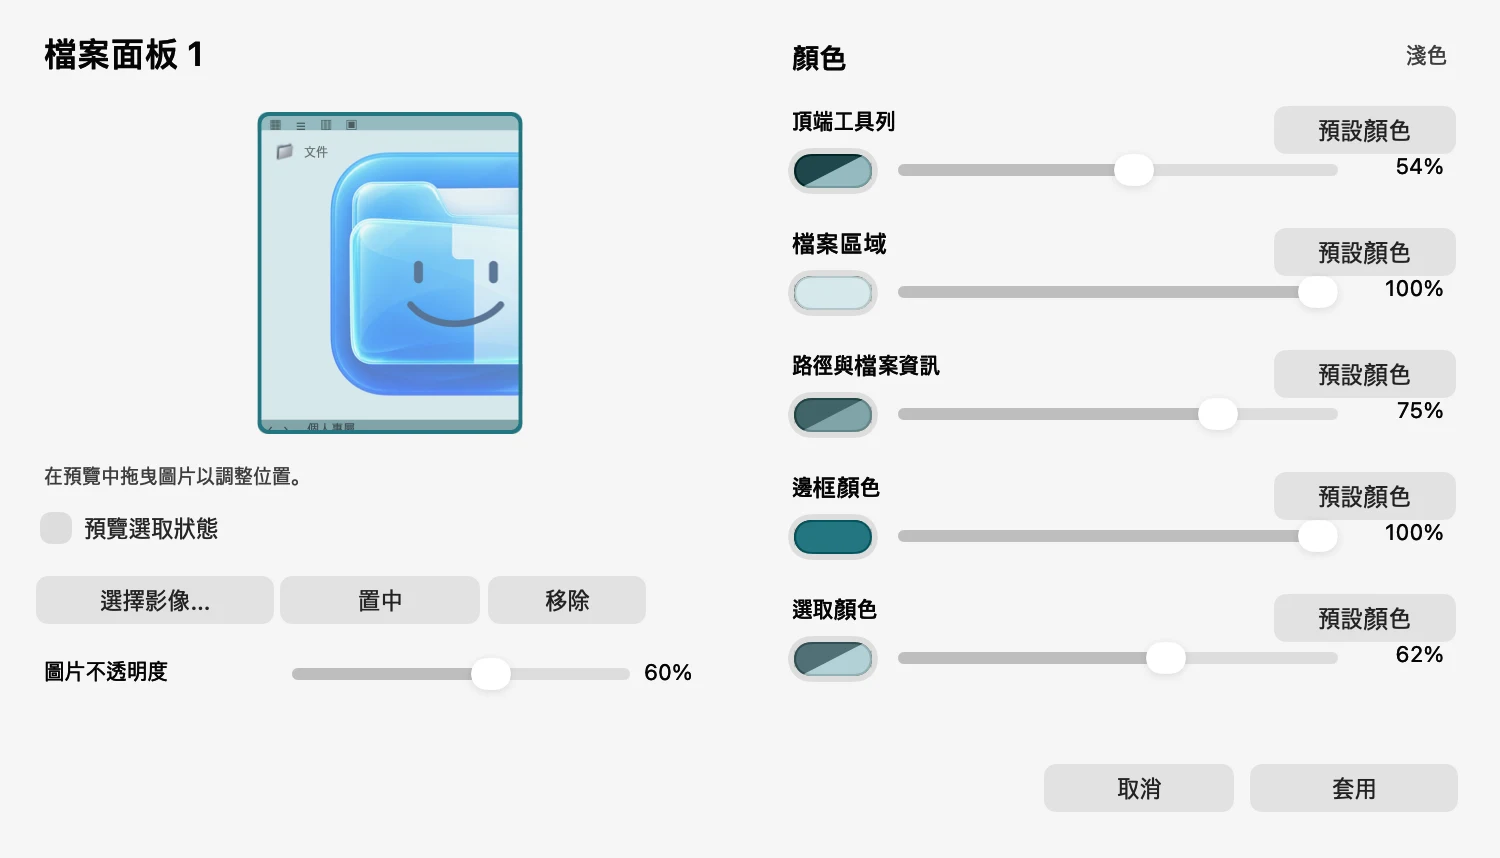 檔案面板 1
文件
個人專屬
在預覽中拖曳圖片以調整位置。
預覽選取狀態
選擇影像...
置中
移除
圖片不透明度
60%
顏色
淺色
頂端工具列
預設顏色
54%
檔案區域
預設顏色
100%
路徑與檔案資訊
預設顏色
75%
邊框顏色
預設顏色
100%
選取顏色
預設顏色
62%
取消
套用